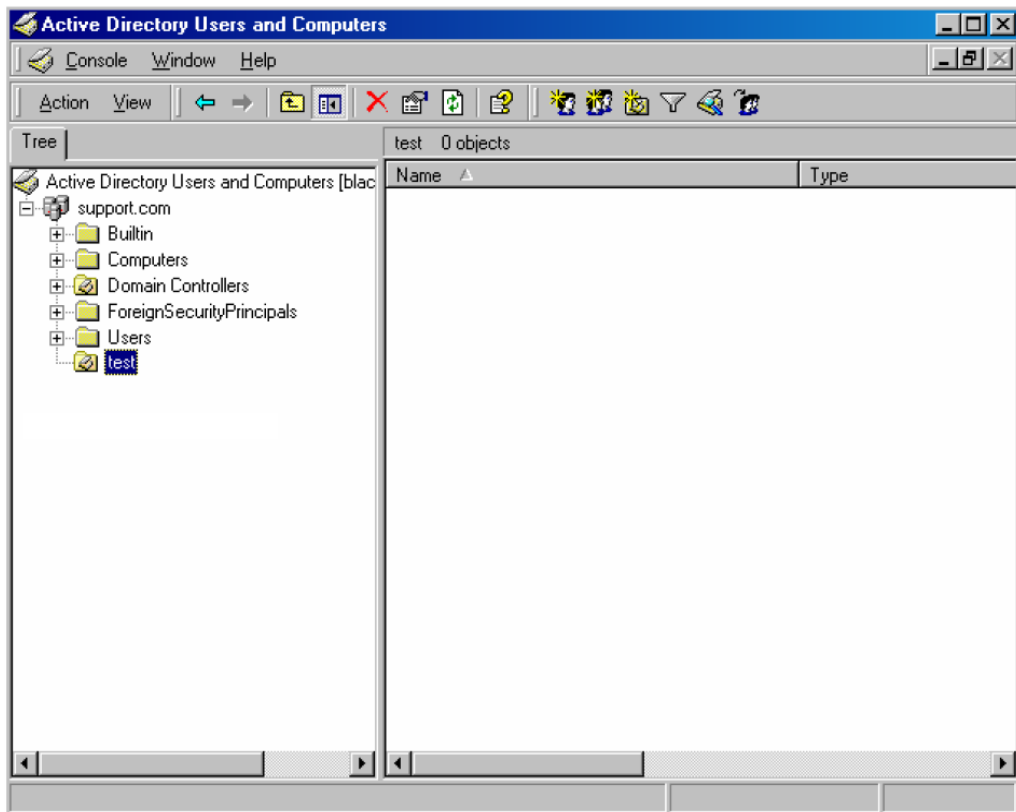 Active Directory Users and Computers
Console Window Help
Action View
Tree
test 0 objects
Active Directory Users and Computers [blac
Name Type
support.com
Builtin
Computers
Domain Controllers
ForeignSecurityPrincipals
Users
test